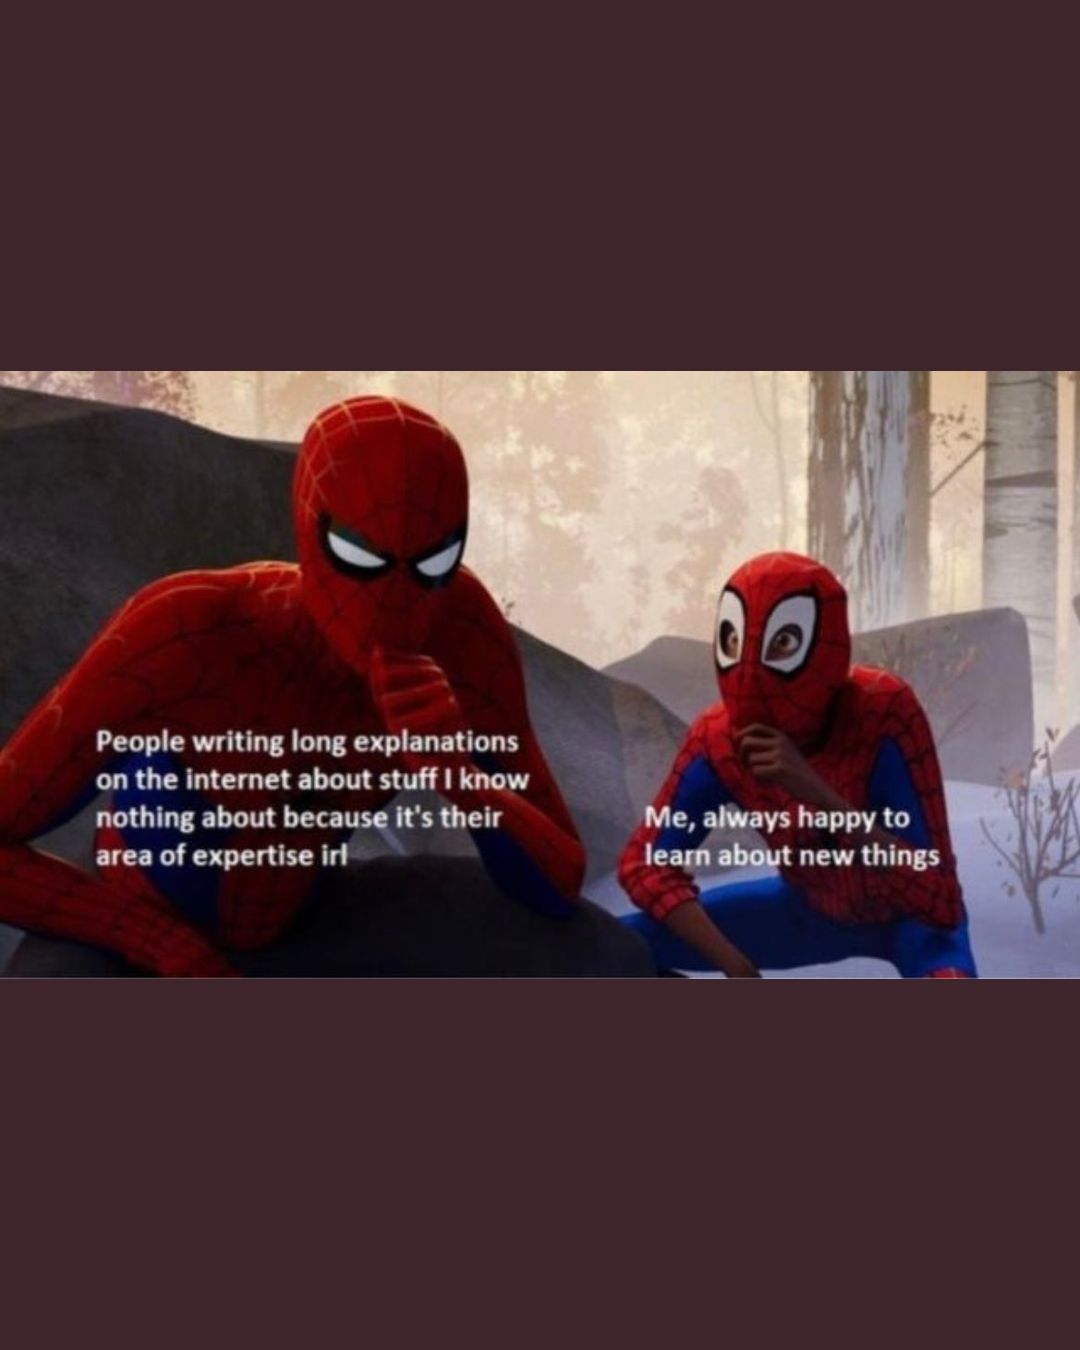 People writing long explanations
on the internet about stuff I know
nothing about because it's their
area of expertise irl
Me, always happy to
learn about new things